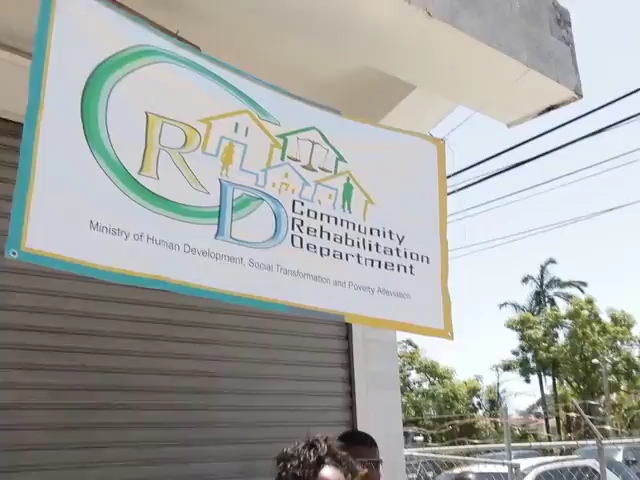 CRD
Community
Rehabilitation
Department
Ministry of Human Development, Social Transformation and Poverty Alleviation